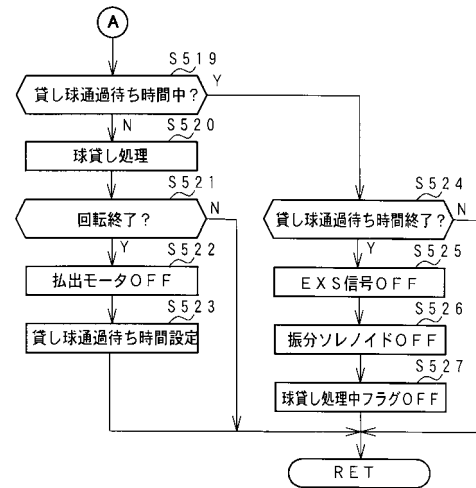 A
S519
貸し球通過待ち時間中？
Y
N
S520
球貸し処理
S521
回転終了？
N
Y
S522
払出モータOFF
S523
貸し球通過待ち時間設定
S524
貸し球通過待ち時間終了？
N
Y
S525
EXS信号OFF
S526
振分ソレノイドOFF
S527
球貸し処理中フラグOFF
RET